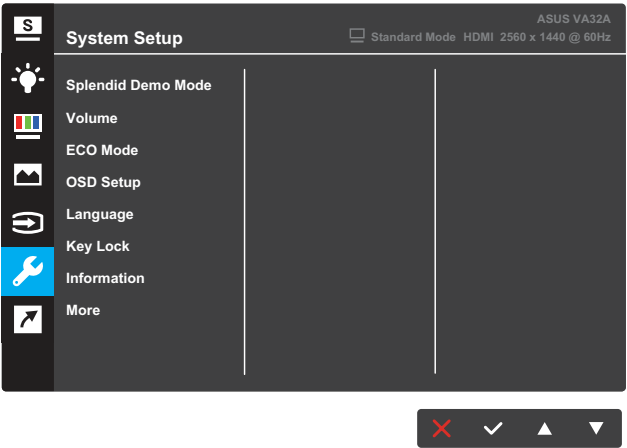 S
ASUS VA32A
System Setup
Standard Mode HDMI 2560 x 1440 @ 60Hz
Splendid Demo Mode
Volume
ECO Mode
OSD Setup
Language
Key Lock
Information
More